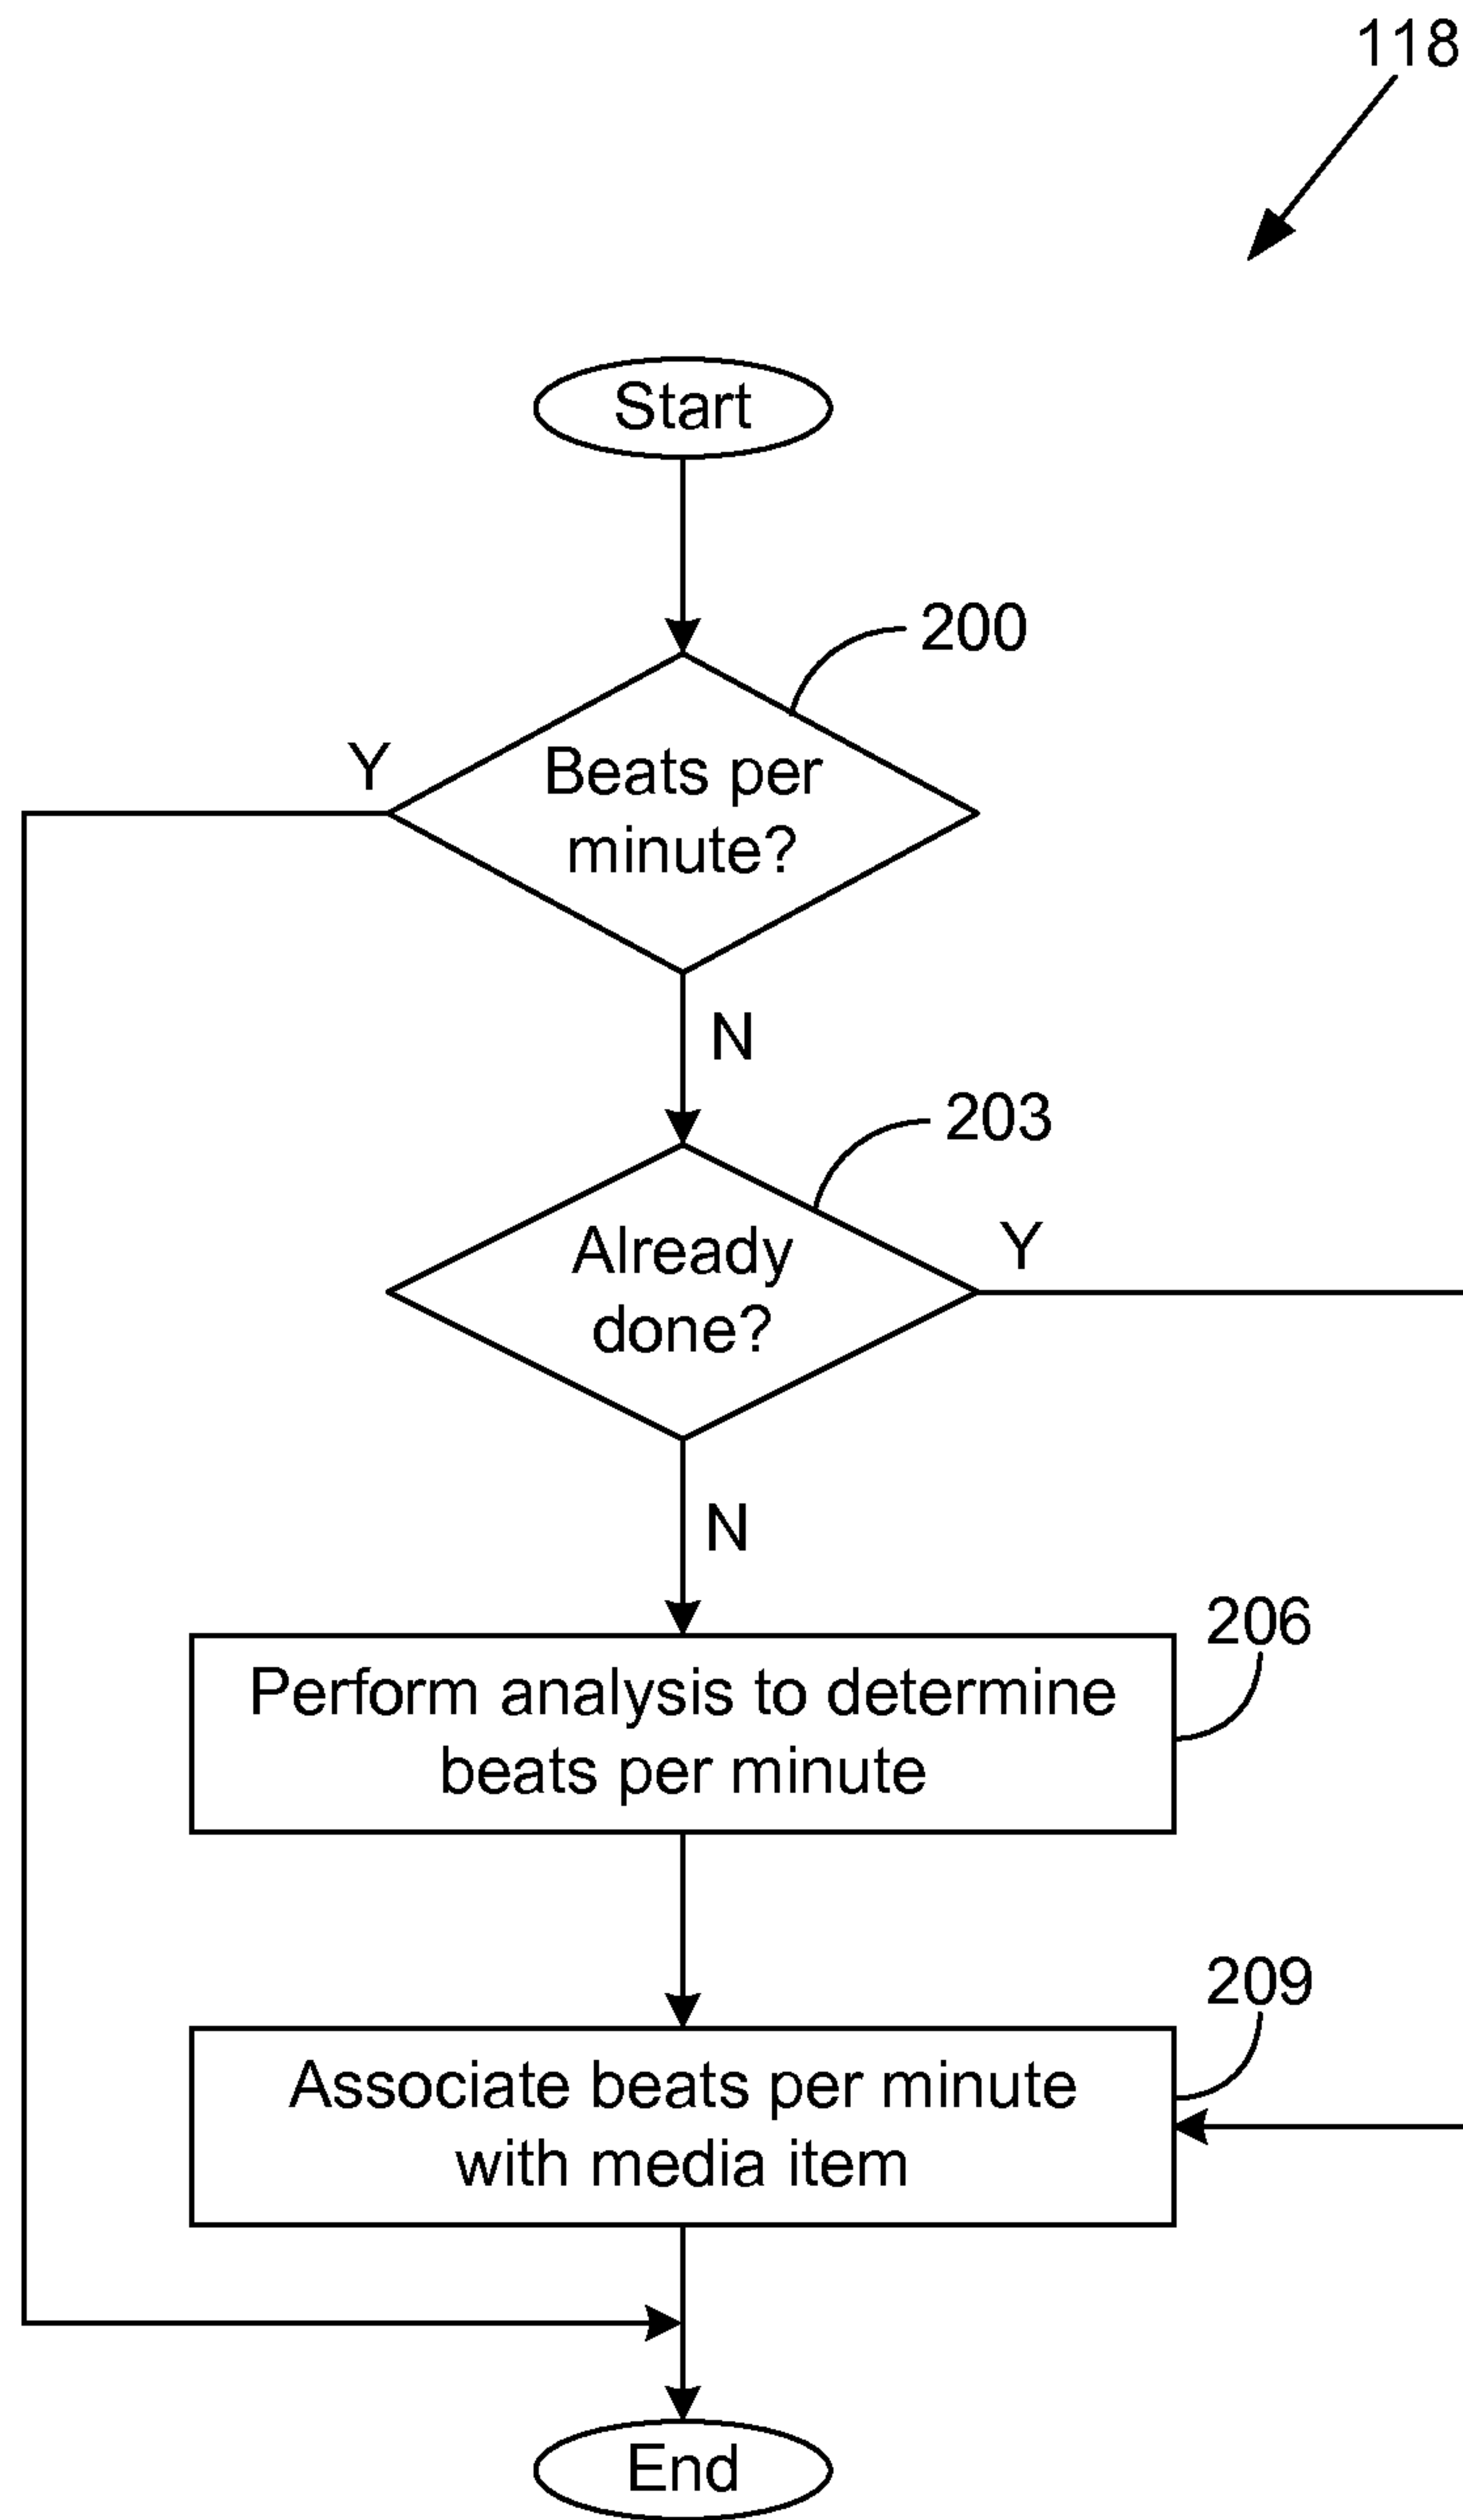 118
Start
200
Y
Beats per
minute?
N
203
Already
done?
Y
N
206
Perform analysis to determine
beats per minute
209
Associate beats per minute
with media item
End